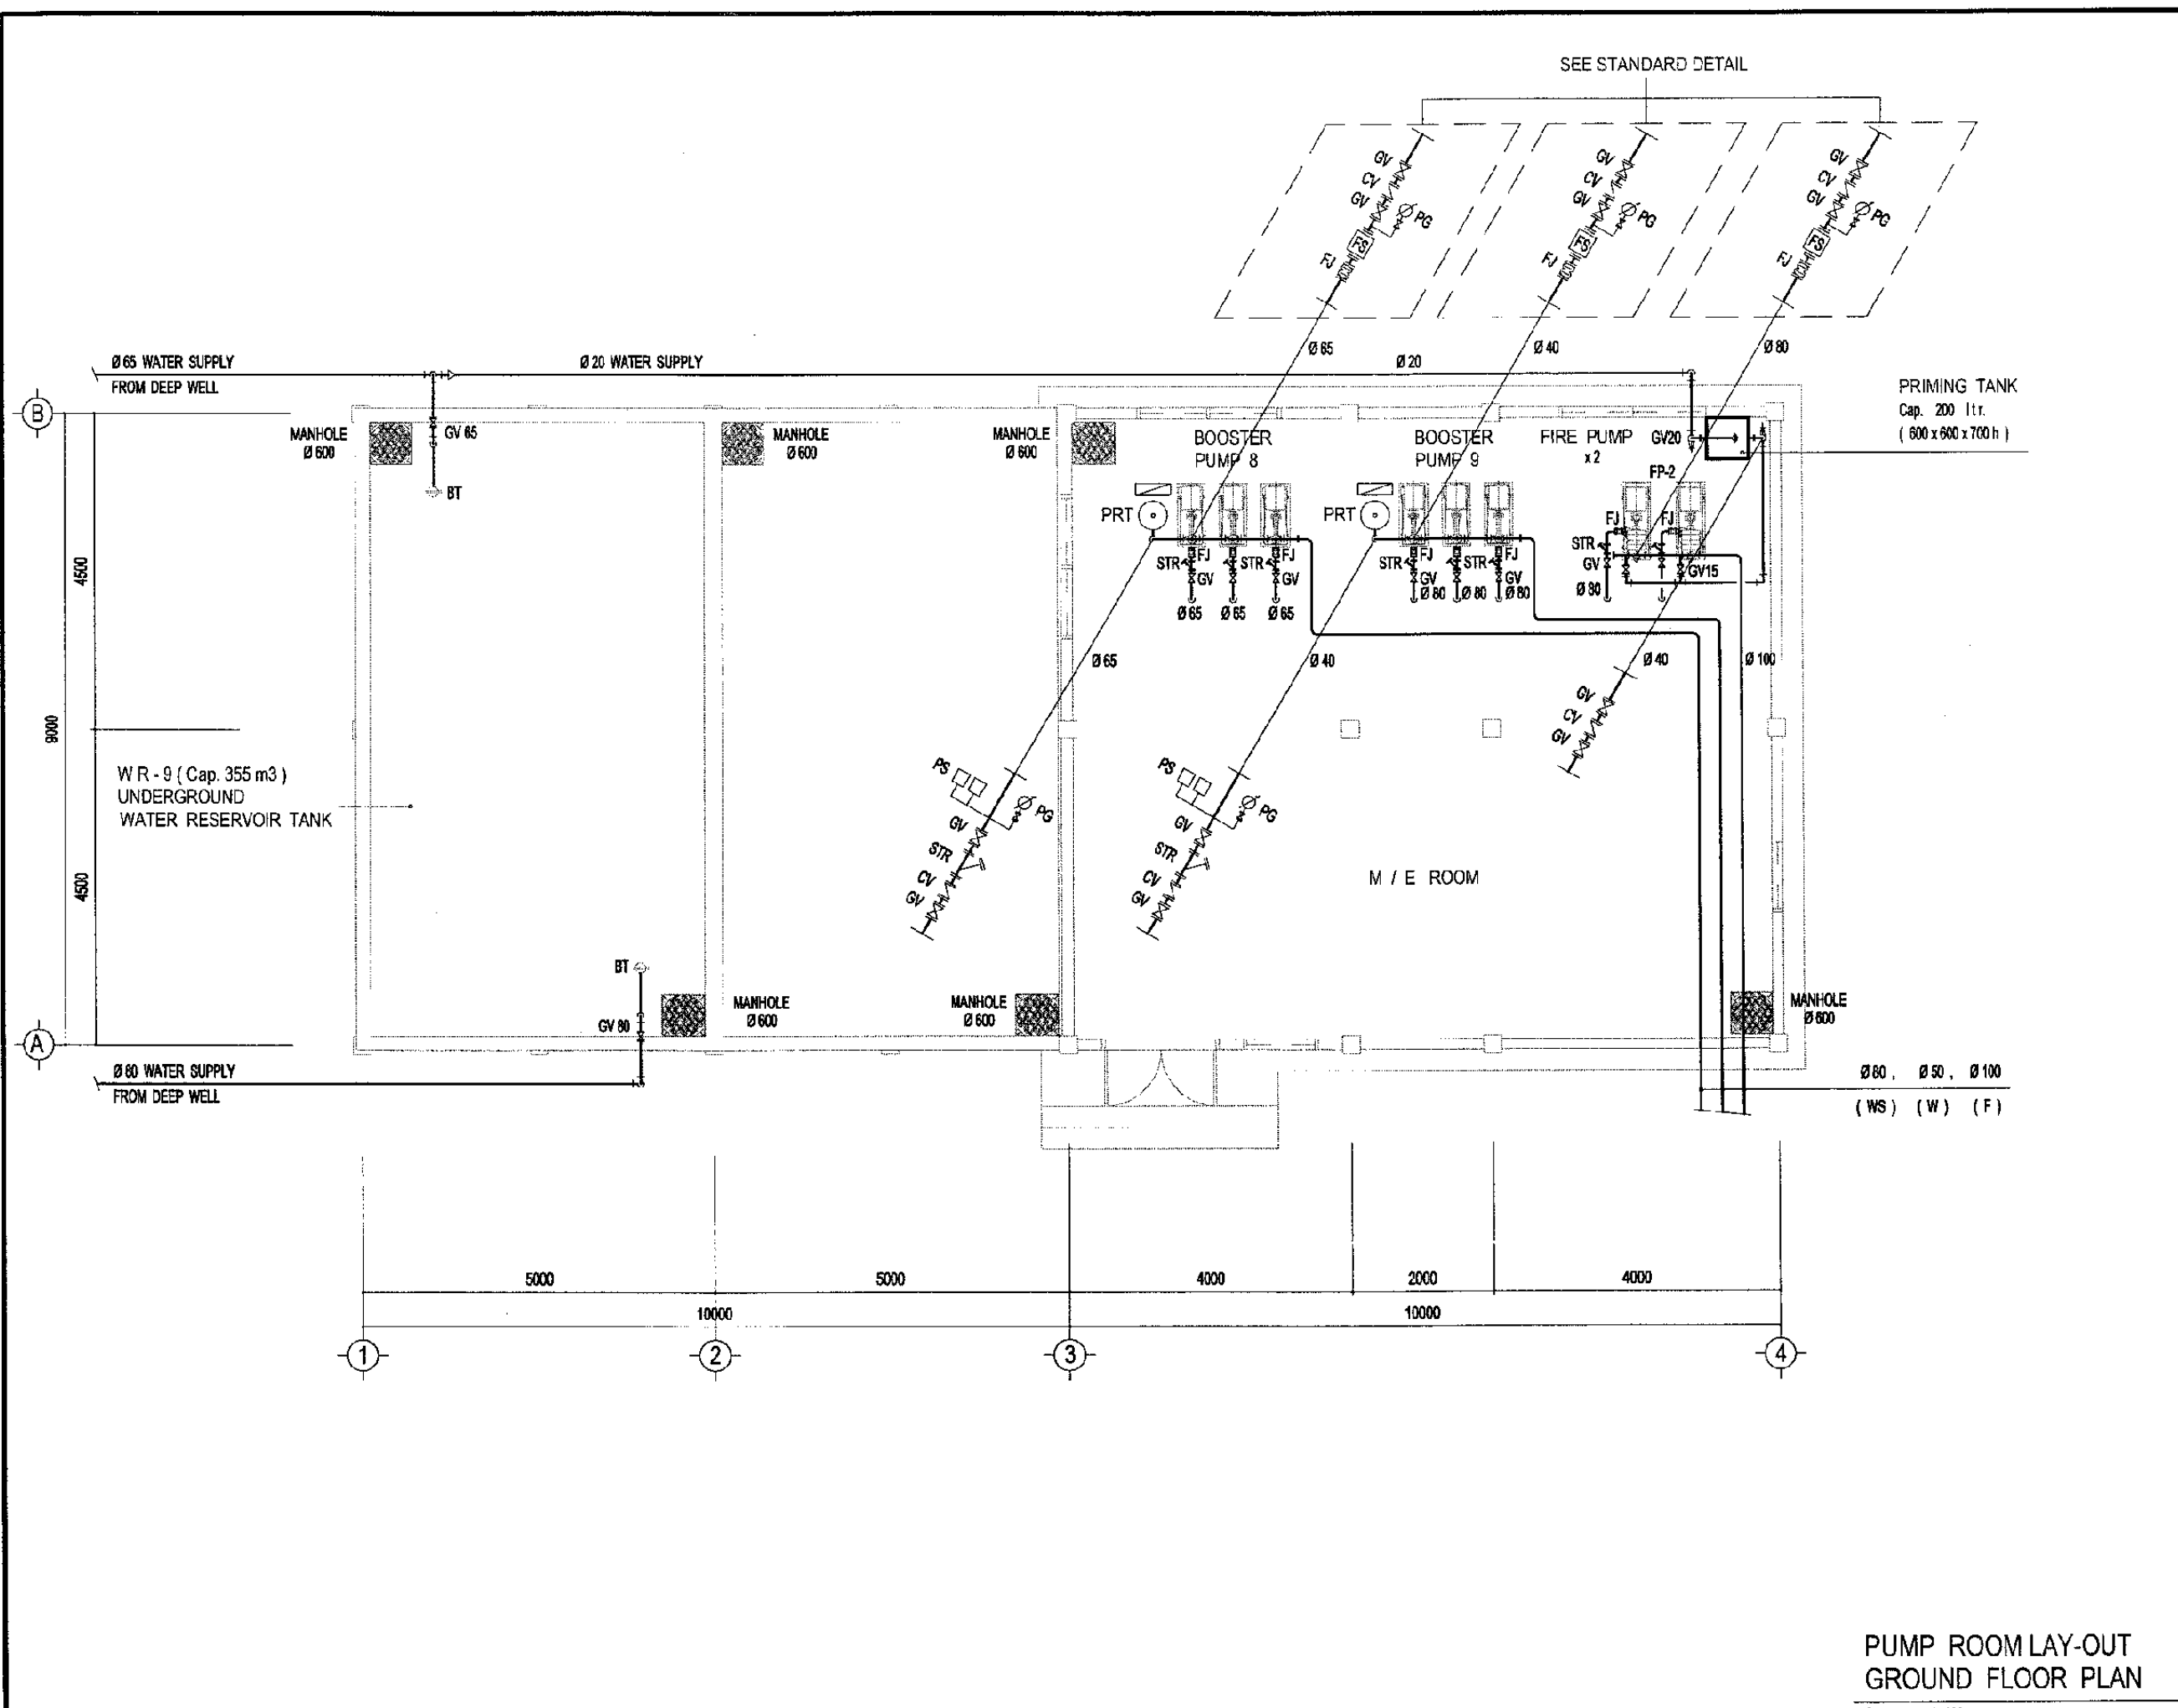 SEE STANDARD DETAIL
GV
CV
GV
PG
FS
FJ
GV
CV
GV
PG
FS
FJ
GV
CV
GV
PG
FS
FJ
Ø 65
Ø 40
Ø 80
Ø 65 WATER SUPPLY
FROM DEEP WELL
Ø 20 WATER SUPPLY
Ø 20
PRIMING TANK
Cap. 200 ltr.
( 600 x 600 x 700 h )
B
MANHOLE
Ø 600
GV 65
BT
MANHOLE
Ø 600
MANHOLE
Ø 600
BOOSTER
PUMP 8
BOOSTER
PUMP 9
FIRE PUMP
x 2
FP-2
GV20
PRT
STR
FJ
STR
FJ
GV
GV
Ø 65
Ø 65
Ø 65
PRT
STR
FJ
STR
FJ
GV
GV
Ø 80
Ø 80
Ø 80
FJ
FJ
STR
GV
Ø 80
GV15
4500
9000
4500
Ø 65
Ø 40
Ø 40
Ø 100
GV
CV
GV
W R - 9 ( Cap. 355 m3 )
UNDERGROUND
WATER RESERVOIR TANK
PS
PG
GV
STR
CV
GV
PS
PG
GV
STR
CV
GV
M / E ROOM
BT
GV 80
MANHOLE
Ø 600
MANHOLE
Ø 600
MANHOLE
Ø 600
A
FROM DEEP WELL
Ø 80 , Ø 50 , Ø 100
( WS ) ( W ) ( F )
5000
5000
4000
2000
4000
10000
10000
1
2
3
4
PUMP ROOM LAY-OUT
GROUND FLOOR PLAN